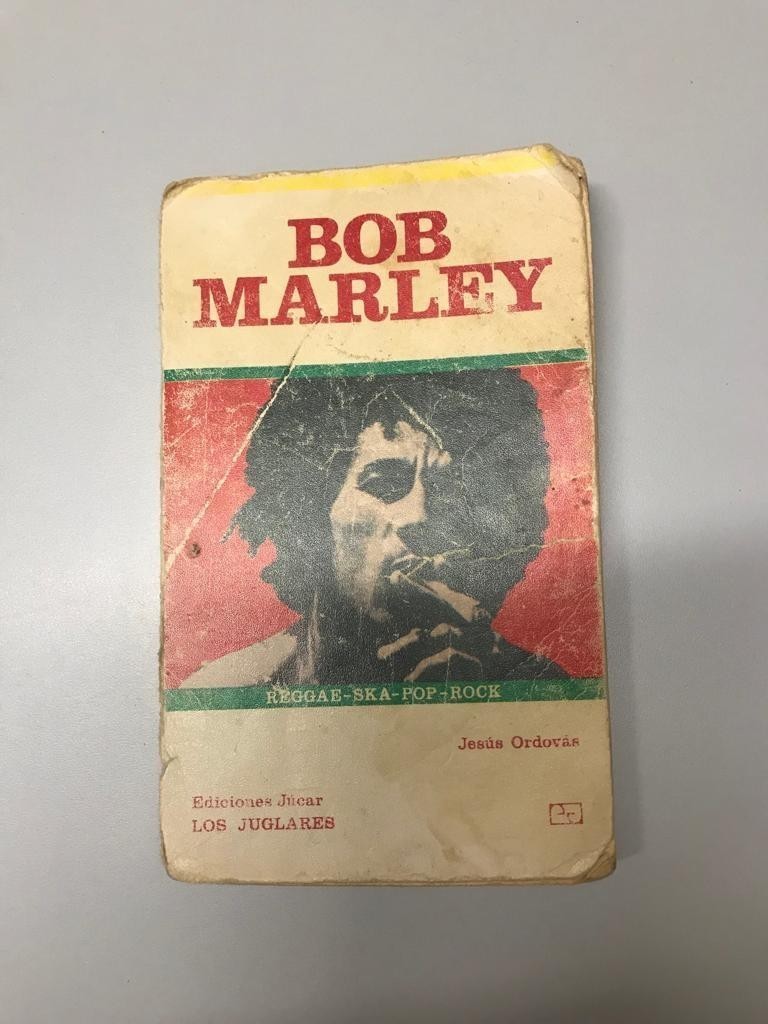 BOB
MARLEY
REGGAE-SKA-POP-ROCK
Jesús Ordovás
Ediciones Júcar
LOS JUGLARES